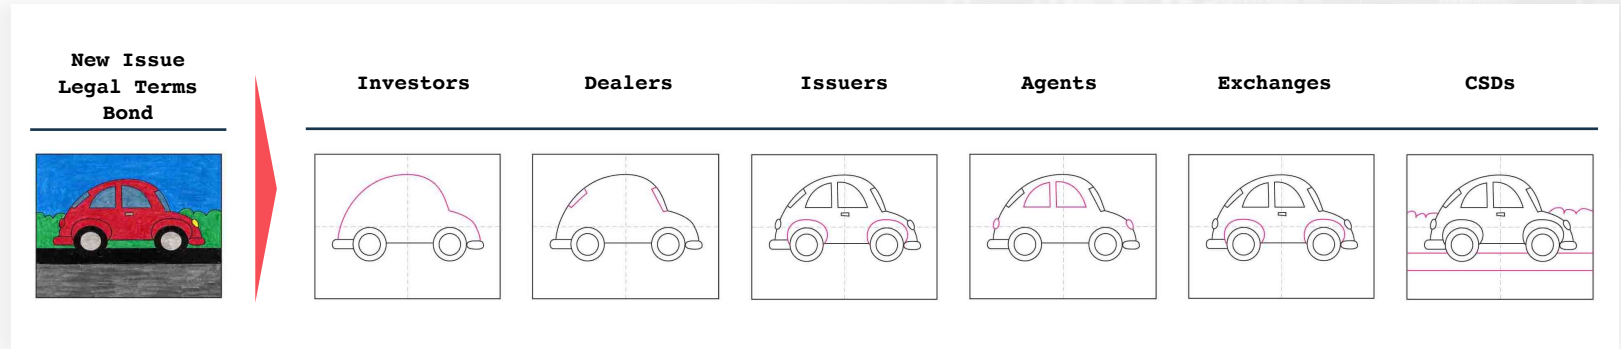 New Issue
Legal Terms
Bond
Investors
Dealers
Issuers
Agents
Exchanges
CSDs